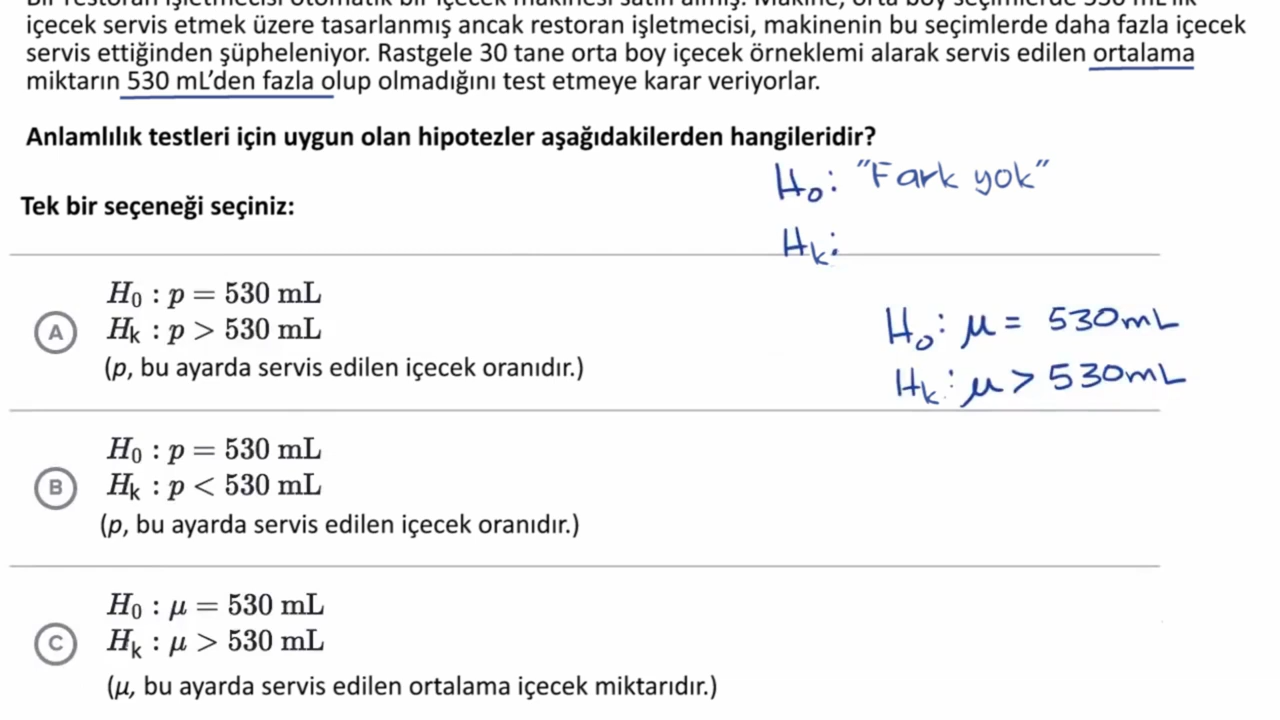 Bir restoran işletmecisi otomatik bir içecek makinesi satın almış. Makine, orta boy seçimlerde 530 mL'lik
içecek servis etmek üzere tasarlanmış ancak restoran işletmecisi, makinenin bu seçimlerde daha fazla içecek
servis ettiğinden şüpheleniyor. Rastgele 30 tane orta boy içecek örneklemi alarak servis edilen ortalama
miktarın 530 mL'den fazla olup olmadığını test etmeye karar veriyorlar.
Anlamlılık testleri için uygun olan hipotezler aşağıdakilerden hangileridir?
H₀: "Fark yok"
Tek bir seçeneği seçiniz:
Hk:
A
H₀ : p = 530 mL
Hk : p > 530 mL
(p, bu ayarda servis edilen içecek oranıdır.)
H₀: μ = 530mL
Hk: μ > 530mL
B
H₀ : p = 530 mL
Hk : p < 530 mL
(p, bu ayarda servis edilen içecek oranıdır.)
C
H₀ : μ = 530 mL
Hk : μ > 530 mL
(μ, bu ayarda servis edilen ortalama içecek miktarıdır.)